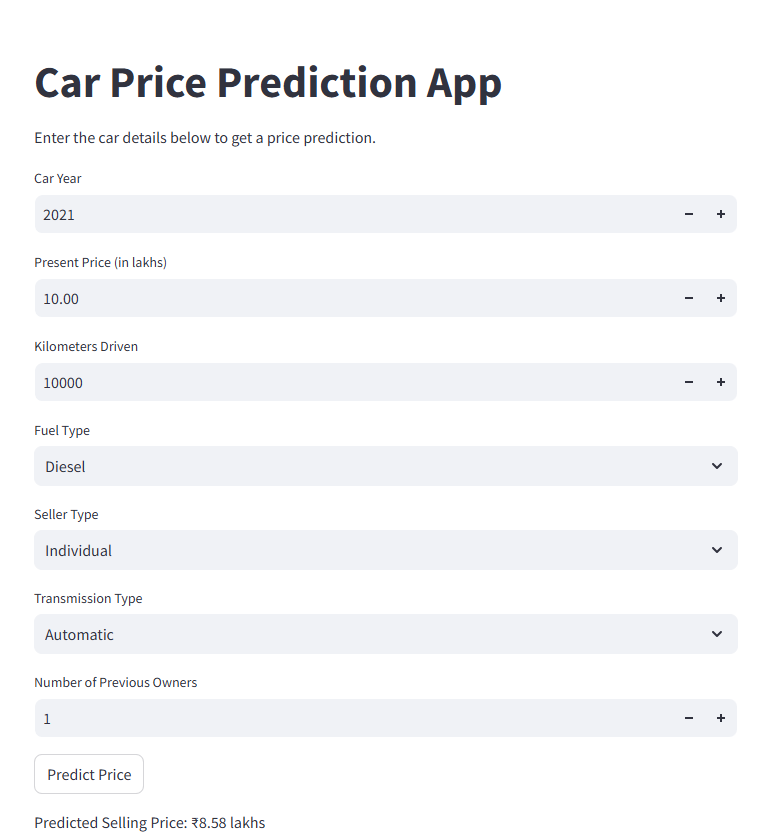 Car Price Prediction App
Enter the car details below to get a price prediction.
Car Year
2021
Present Price (in lakhs)
10.00
Kilometers Driven
10000
Fuel Type
Diesel
Seller Type
Individual
Transmission Type
Automatic
Number of Previous Owners
1
Predict Price
Predicted Selling Price: ₹8.58 lakhs